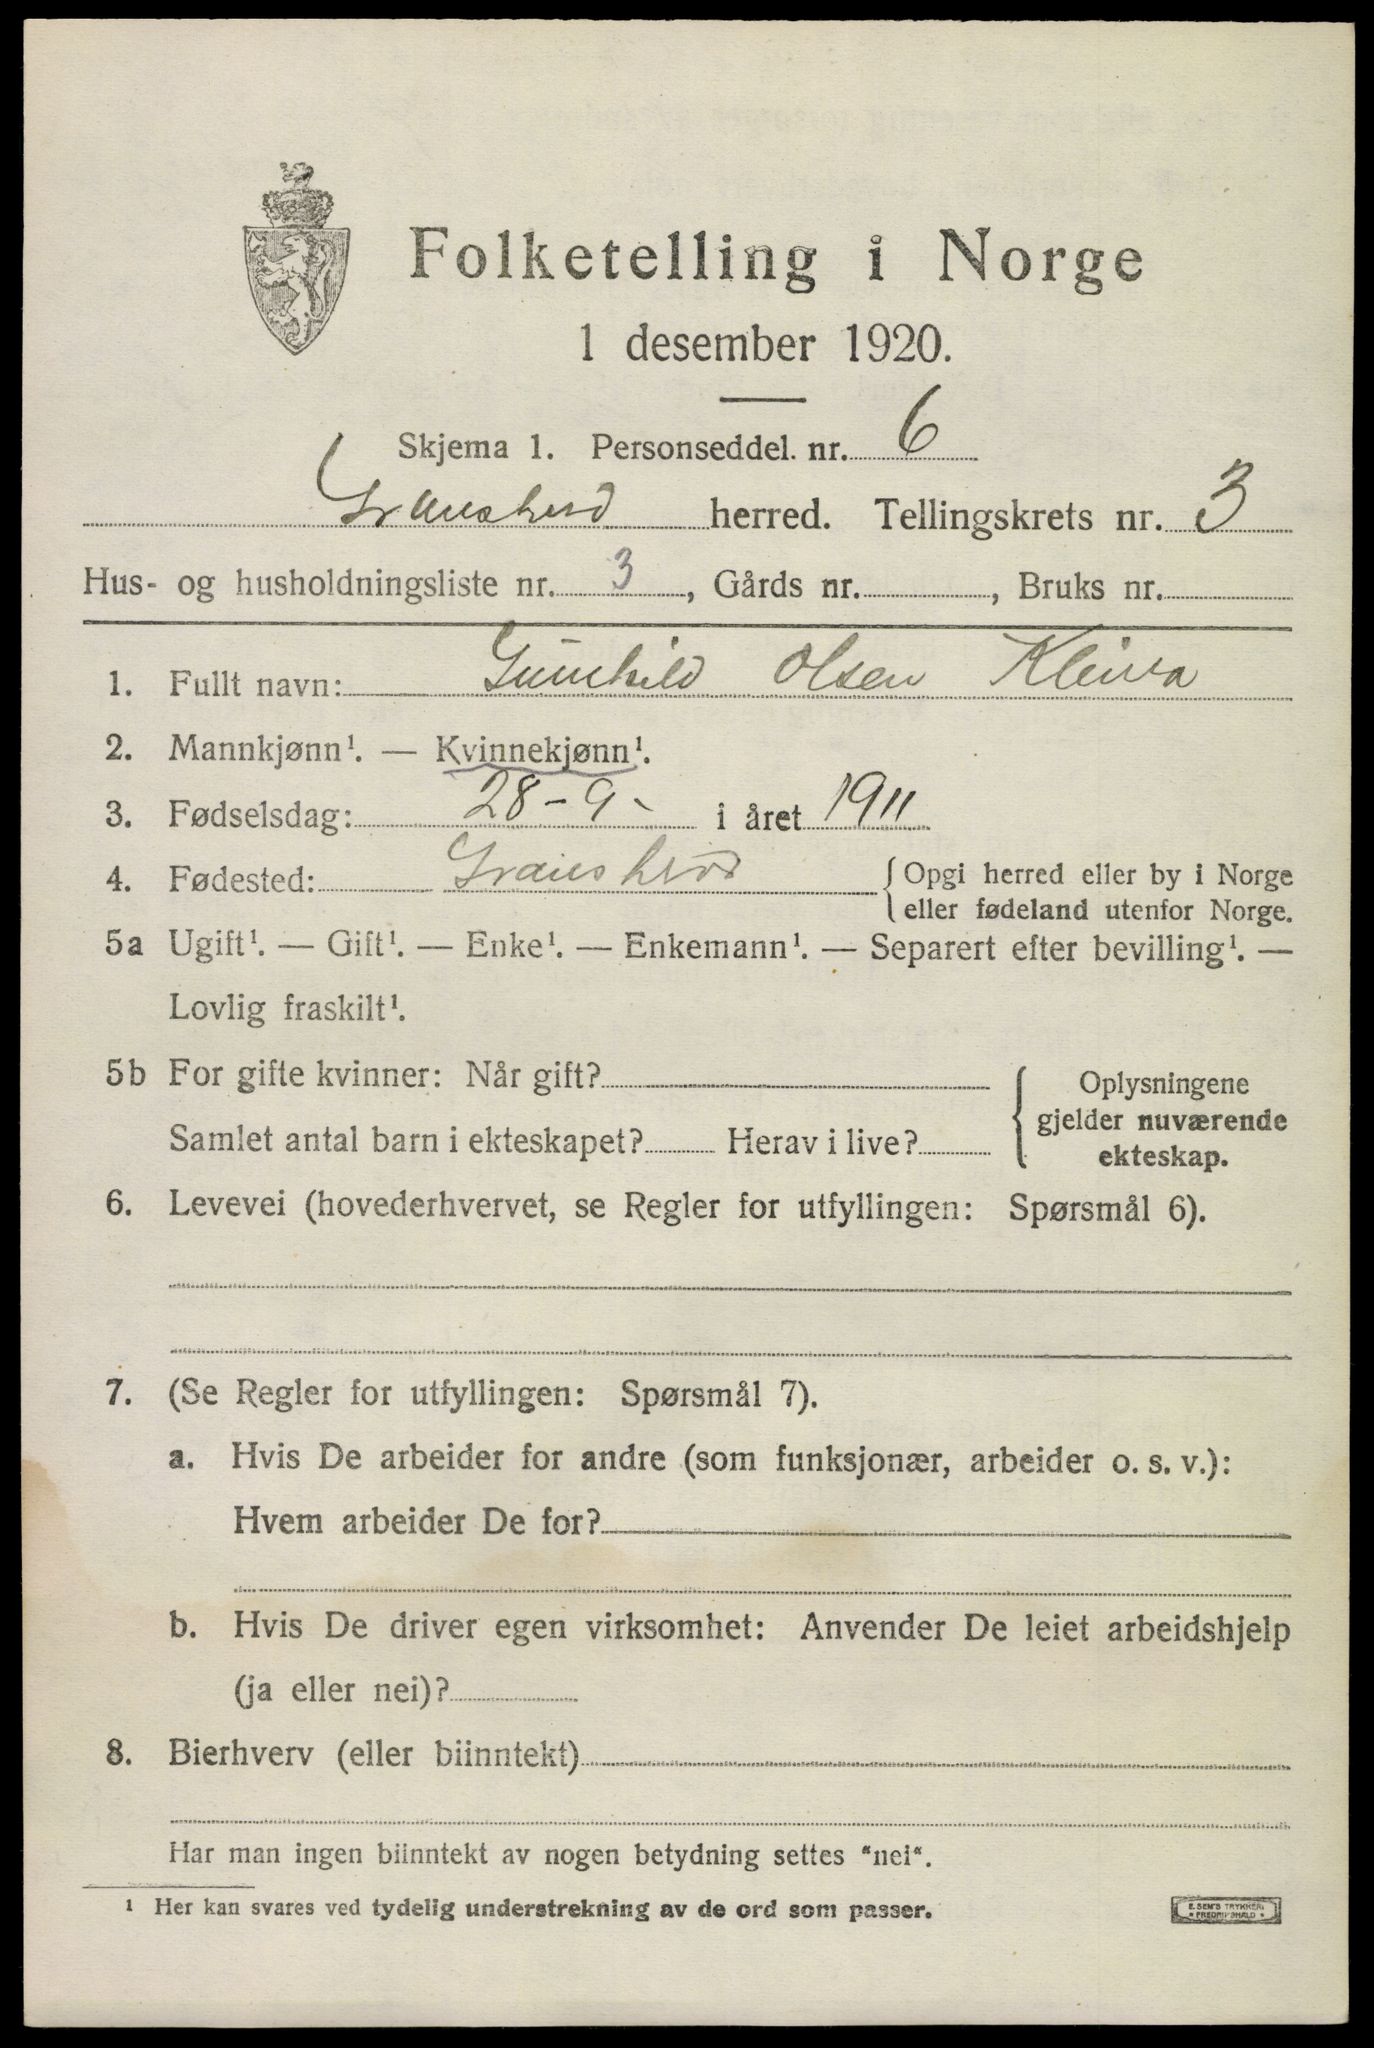 Folketelling i Norge
1 desember 1920.
Skjema 1. Personseddel. nr. 6
Gransherd herred. Tellingskrets nr. 3
Hus- og husholdningsliste nr. 3, Gårds nr. , Bruks nr.
1. Fullt navn: Gunhild Olsen Kleiva
2. Mannkjønn¹. — Kvinnekjønn¹.
3. Fødselsdag: 28-9- i året 1911
4. Fødested: Gransherd { Opgi herred eller by i Norge
eller fødeland utenfor Norge.
5a Ugift¹. — Gift¹. — Enke¹. — Enkemann¹. — Separert efter bevilling¹. —
Lovlig fraskilt¹.
5b For gifte kvinner: Når gift? { Oplysningene
gjelder nuværende
Samlet antal barn i ekteskapet? Herav i live?
ekteskap.
6. Levevei (hovederhvervet, se Regler for utfyllingen: Spørsmål 6).
7. (Se Regler for utfyllingen: Spørsmål 7).
a. Hvis De arbeider for andre (som funksjonær, arbeider o. s. v.):
Hvem arbeider De for?
b. Hvis De driver egen virksomhet: Anvender De leiet arbeidshjelp
(ja eller nei)?
8. Bierhverv (eller biinntekt)
Har man ingen biinntekt av nogen betydning settes "nei".
¹ Her kan svares ved tydelig understrekning av de ord som passer.
E. SEM'S TRYKKERI
FREDRIKSHALD